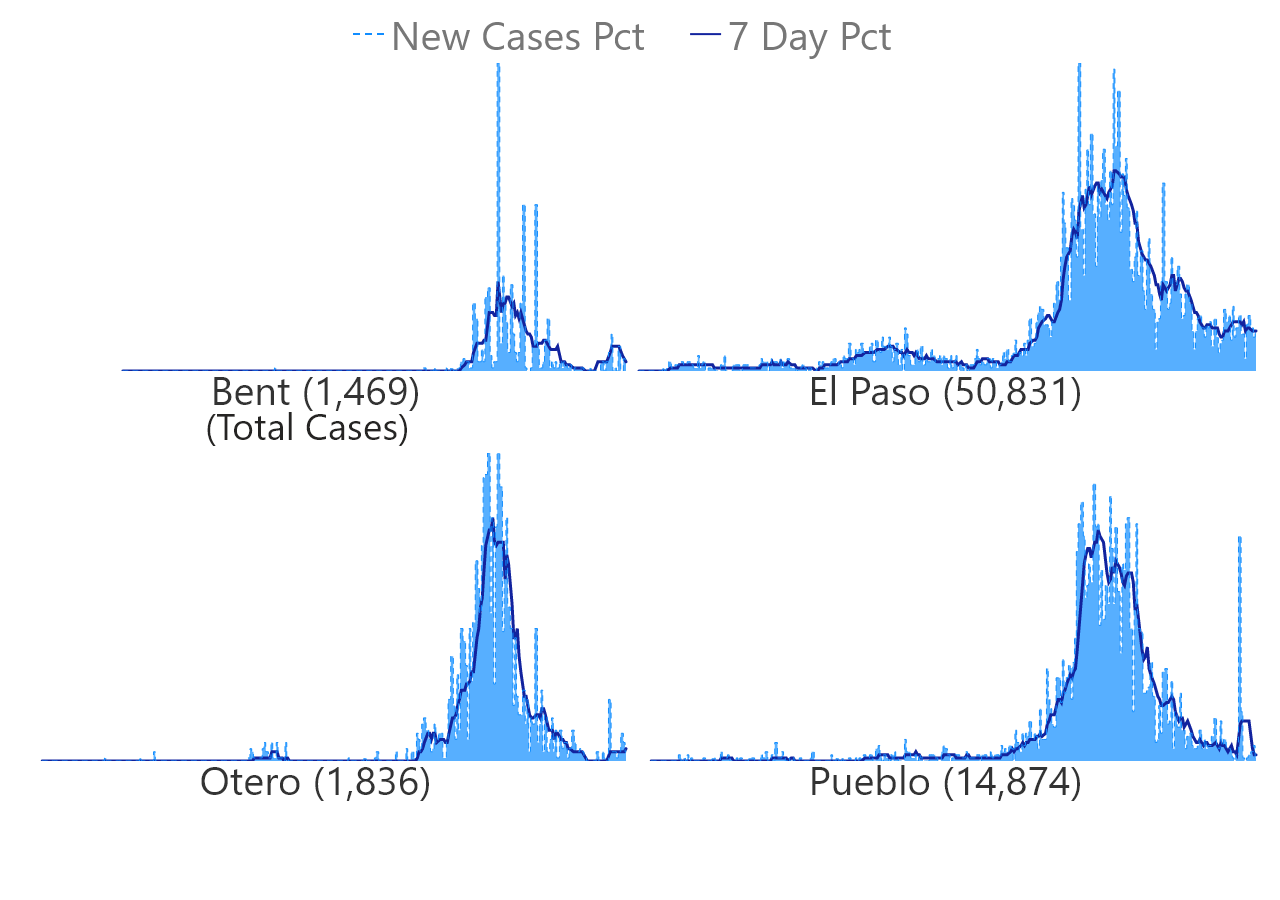 New Cases Pct 7 Day Pct
Bent (1,469)
(Total Cases)
El Paso (50,831)
Otero (1,836)
Pueblo (14,874)